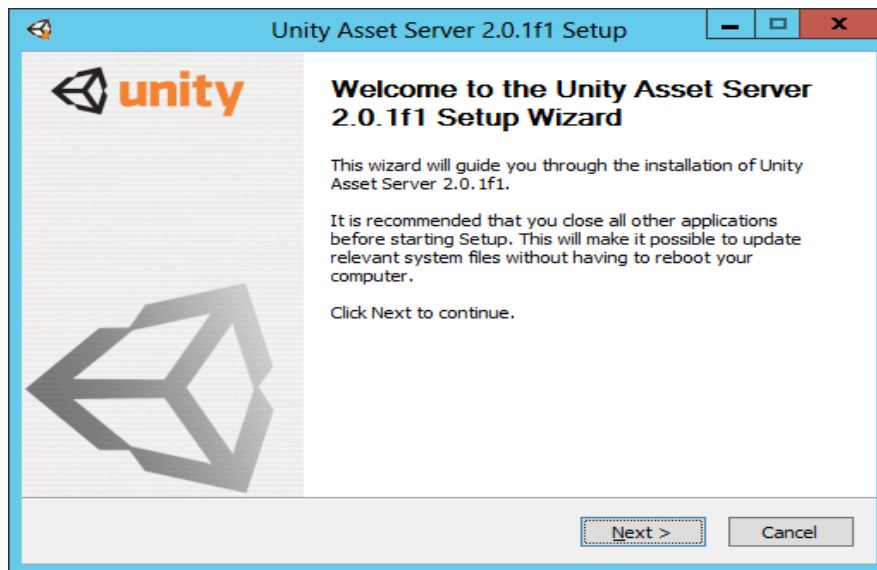 Unity Asset Server 2.0.1f1 Setup
unity
Welcome to the Unity Asset Server
2.0.1f1 Setup Wizard
This wizard will guide you through the installation of Unity
Asset Server 2.0.1f1.
It is recommended that you close all other applications
before starting Setup. This will make it possible to update
relevant system files without having to reboot your
computer.
Click Next to continue.
Next >
Cancel